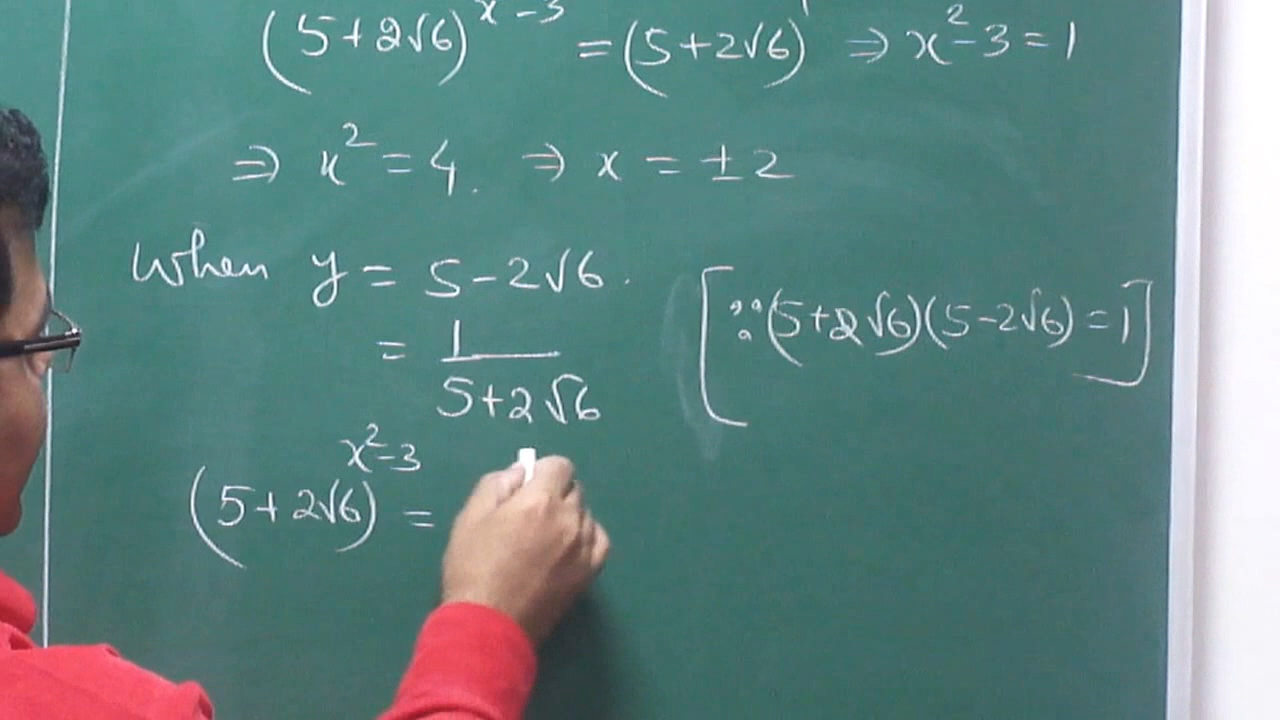 (5+2√6)^(x²-3) = (5+2√6)^1 ⇒ x²-3=1
⇒ x² = 4. ⇒ x = ±2
When y = 5-2√6. [∵(5+2√6)(5-2√6)=1]
= 1/(5+2√6)
(5+2√6)^(x²-3) =